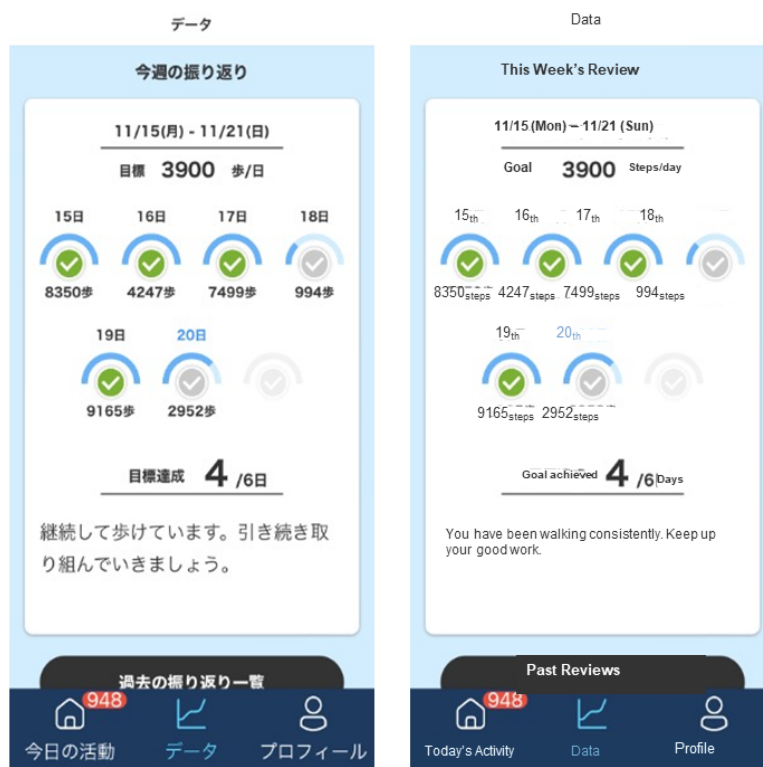 データ
今週の振り返り
11/15(月) - 11/21(日)
目標 3900 歩/日
15日 16日 17日 18日
8350歩 4247歩 7499歩 994歩
19日 20日
9165歩 2952歩
目標達成 4 /6日
継続して歩けています。引き続き取
り組んでいきましょう。
過去の振り返り一覧
948
今日の活動 データ プロフィール
Data
This Week's Review
11/15 (Mon) – 11/21 (Sun)
Goal 3900 Steps/day
15th 16th 17th 18th
8350steps 4247steps 7499steps 994steps
19th 20th
9165steps 2952steps
Goal achieved 4 /6 Days
You have been walking consistently. Keep up
your good work.
Past Reviews
948
Today's Activity Data Profile